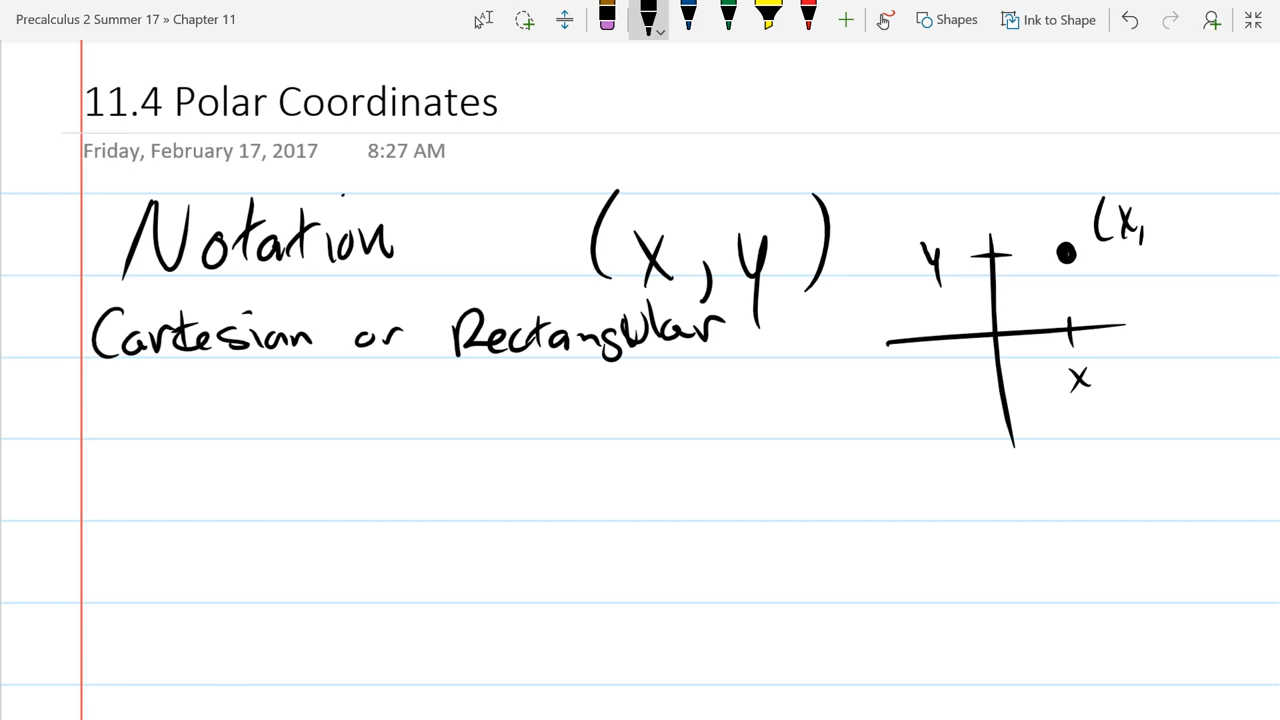 Precalculus 2 Summer 17 » Chapter 11
Shapes
Ink to Shape
11.4 Polar Coordinates
Friday, February 17, 2017 8:27 AM
Notation (x, y)
y (x,
Cartesian or Rectangular
x